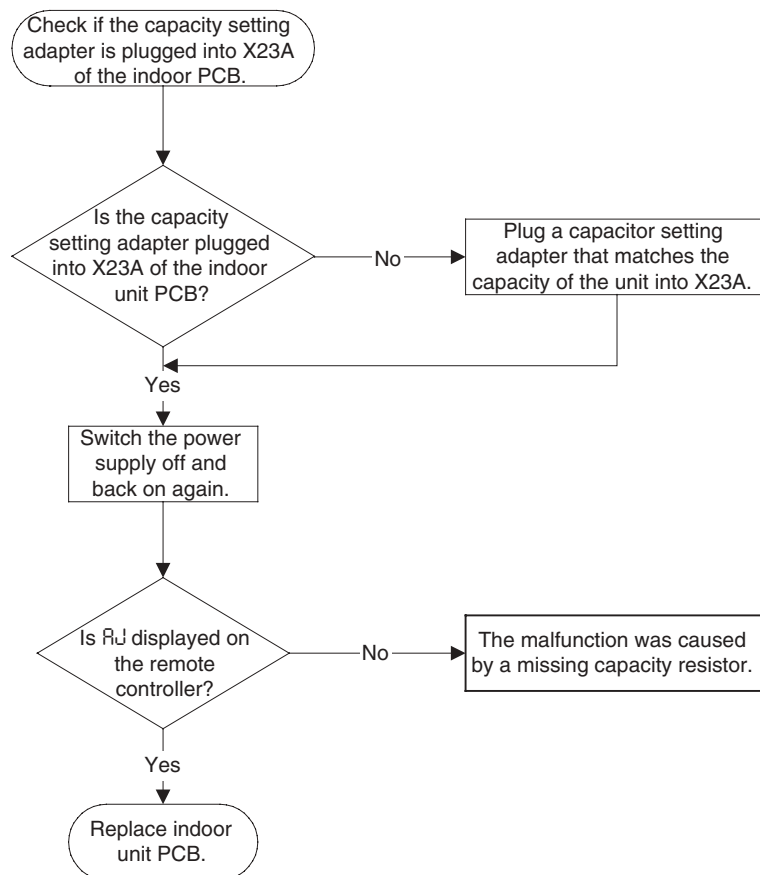 Check if the capacity setting
adapter is plugged into X23A
of the indoor PCB.
Is the capacity
setting adapter plugged
into X23A of the indoor
unit PCB?
No
Plug a capacitor setting
adapter that matches the
capacity of the unit into X23A.
Yes
Switch the power
supply off and
back on again.
Is AJ displayed on
the remote
controller?
No
The malfunction was caused
by a missing capacity resistor.
Yes
Replace indoor
unit PCB.